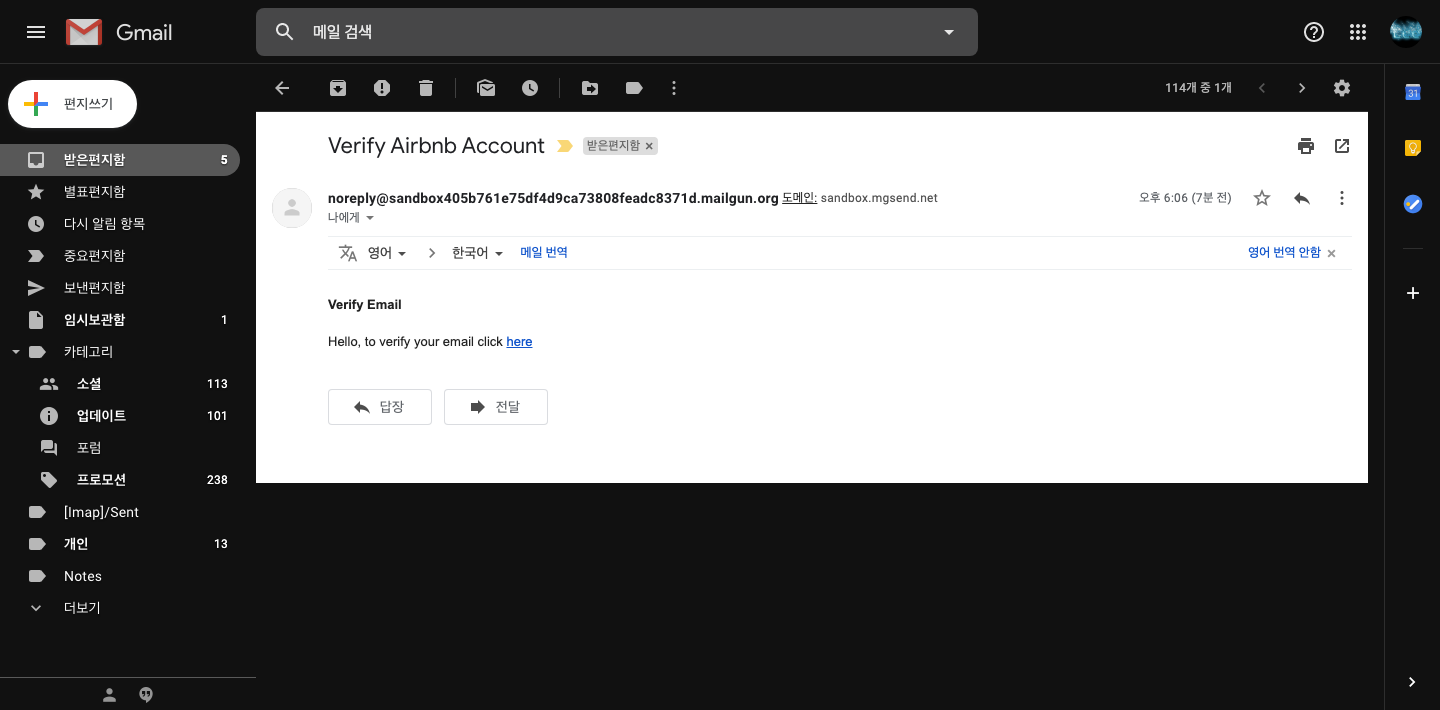 Gmail
메일 검색
편지쓰기
114개 중 1개
31
받은편지함 5
별표편지함
다시 알림 항목
중요편지함
보낸편지함
임시보관함 1
카테고리
소셜 113
업데이트 101
포럼
프로모션 238
[Imap]/Sent
개인 13
Notes
더보기
Verify Airbnb Account 받은편지함 ×
noreply@sandbox405b761e75df4d9ca73808feadc8371d.mailgun.org 도메인: sandbox.mgsend.net 오후 6:06 (7분 전)
나에게
영어 > 한국어 메일 번역 영어 번역 안함 ×
Verify Email
Hello, to verify your email click here
답장 전달